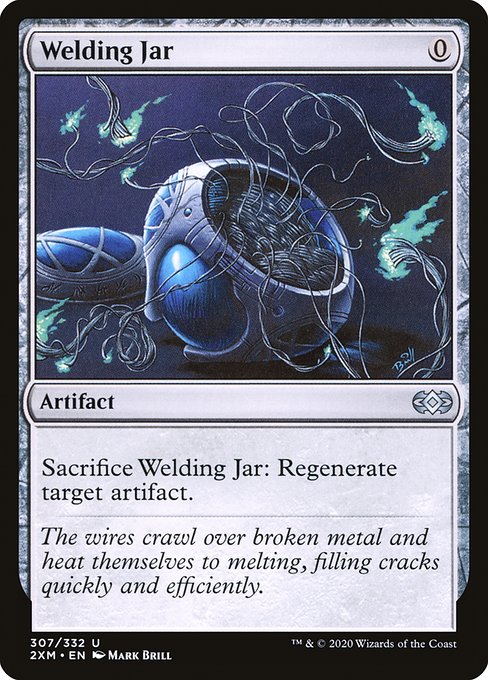 Welding Jar
0
Brill
Artifact
Sacrifice Welding Jar: Regenerate
target artifact.
The wires crawl over broken metal and
heat themselves to melting, filling cracks
quickly and efficiently.
307/332 U
2XM • EN Mark Brill
™ & © 2020 Wizards of the Coast